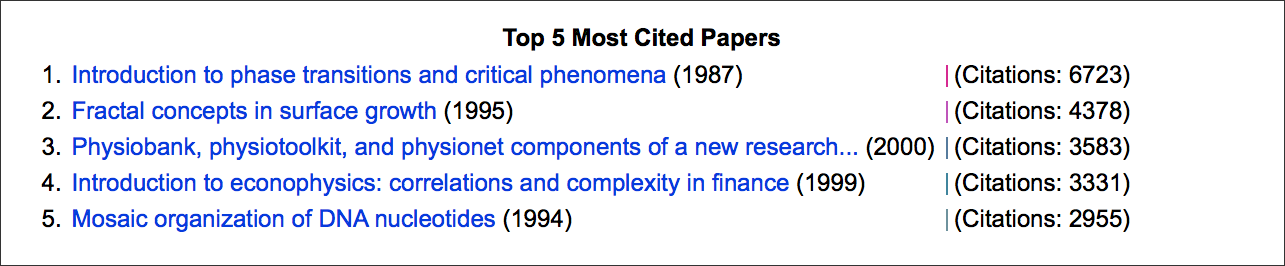 Top 5 Most Cited Papers
1. Introduction to phase transitions and critical phenomena (1987) | (Citations: 6723)
2. Fractal concepts in surface growth (1995) | (Citations: 4378)
3. Physiobank, physiotoolkit, and physionet components of a new research... (2000) | (Citations: 3583)
4. Introduction to econophysics: correlations and complexity in finance (1999) | (Citations: 3331)
5. Mosaic organization of DNA nucleotides (1994) | (Citations: 2955)